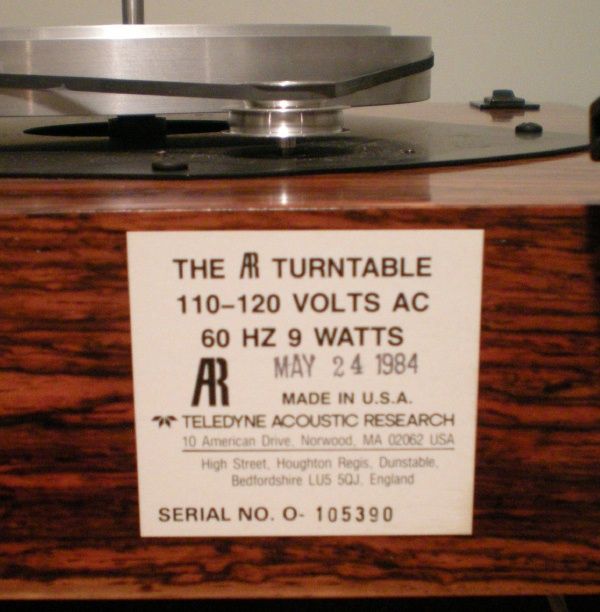 THE AR TURNTABLE
110–120 VOLTS AC
60 HZ 9 WATTS
AR MAY 24 1984
MADE IN U.S.A.
TELEDYNE ACOUSTIC RESEARCH
10 American Drive, Norwood, MA 02062 USA
High Street, Houghton Regis, Dunstable,
Bedfordshire LU5 5QJ, England
SERIAL NO. O- 105390